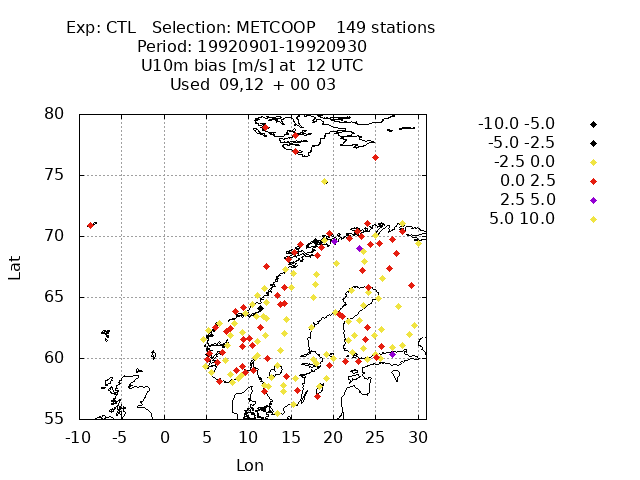 Exp: CTL   Selection: METCOOP    149 stations
Period: 19920901-19920930
U10m bias [m/s] at  12 UTC
Used  09,12  + 00 03
80
75
70
65
60
55
-10 -5 0 5 10 15 20 25 30
Lat
Lon
-10.0 -5.0
-5.0 -2.5
-2.5 0.0
0.0 2.5
2.5 5.0
5.0 10.0